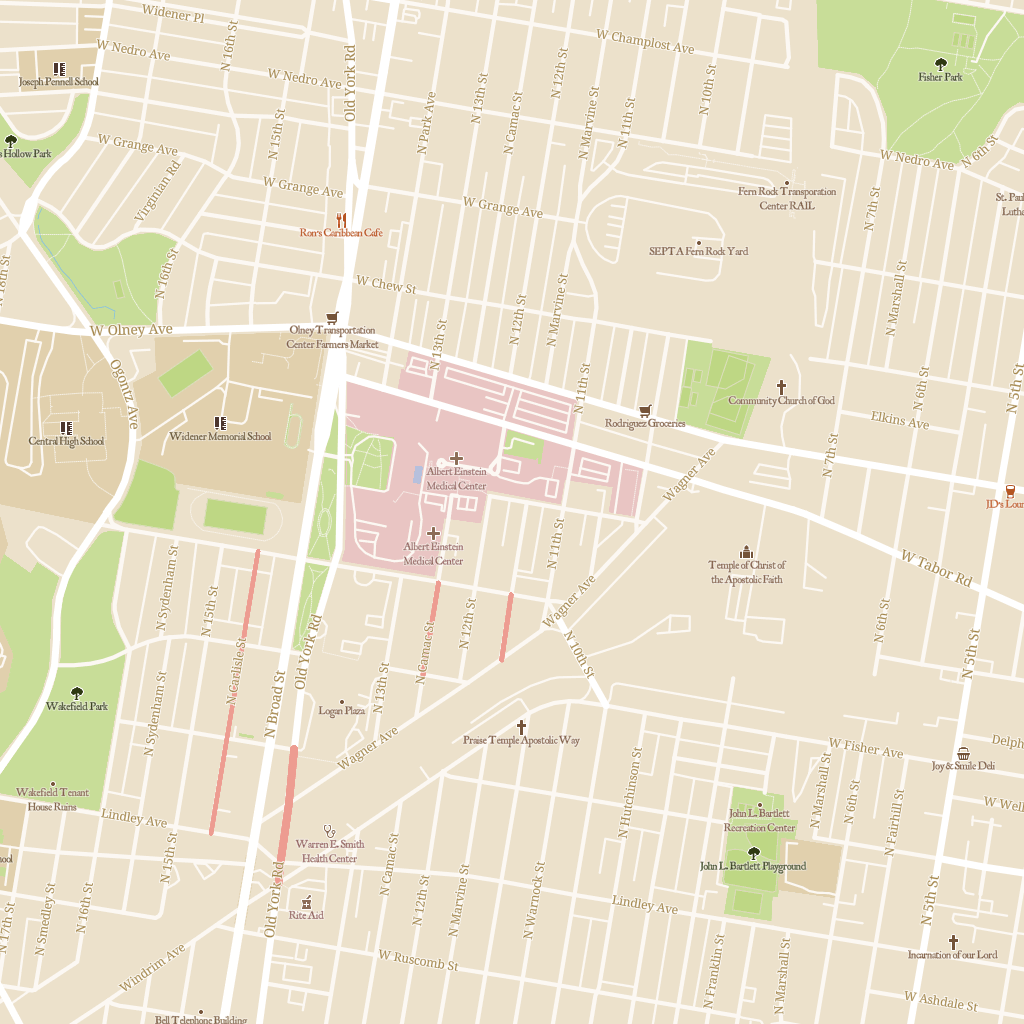 Widener Pl
N 16th St
W Nedro Ave
W Nedro Ave
Joseph Pennell School
Old York Rd
W Champlost Ave
N 12th St
N 13th St
N Camac St
N Park Ave
N Marvine St
N 11th St
N 10th St
Fisher Park
W Nedro Ave
N 6th St
s Hollow Park
W Grange Ave
N 15th St
Virginian Rd
W Grange Ave
W Grange Ave
Fern Rock Transporation
Center RAIL
N 7th St
St. Paul
Luth
Ron's Caribbean Cafe
SEPTA Fern Rock Yard
N 18th St
N 16th St
W Chew St
N Marshall St
W Olney Ave
Olney Transportation
Center Farmers Market
N 13th St
N 12th St
N Marvine St
Ogontz Ave
N 11th St
Community Church of God
N 6th St
N 5th St
Central High School
Widener Memorial School
Rodriguez Groceries
Elkins Ave
N 7th St
Albert Einstein
Medical Center
Wagner Ave
JD's Loun
Albert Einstein
Medical Center
N 11th St
Temple of Christ of
the Apostolic Faith
W Tabor Rd
N Sydenham St
N 15th St
N 12th St
Wagner Ave
N 6th St
N Carlisle St
Old York Rd
N Camac St
N 10th St
N 5th St
N Sydenham St
N Broad St
N 13th St
Wakefield Park
Logan Plaza
Wagner Ave
Praise Temple Apostolic Way
W Fisher Ave
Delph
Joy & Smile Deli
Wakefield Tenant
House Ruins
N Hutchinson St
N Marshall St
N 6th St
N Fairhill St
W Well
Lindley Ave
John L. Bartlett
Recreation Center
N 15th St
Warren E. Smith
Health Center
John L. Bartlett Playground
hool
N Camac St
N 12th St
N Marvine St
N Warnock St
Lindley Ave
N 5th St
N 17th St
N Smedley St
N 16th St
Old York Rd
Rite Aid
Incarnation of our Lord
Windrim Ave
W Ruscomb St
N Franklin St
N Marshall St
W Ashdale St
Bell Telephone Building